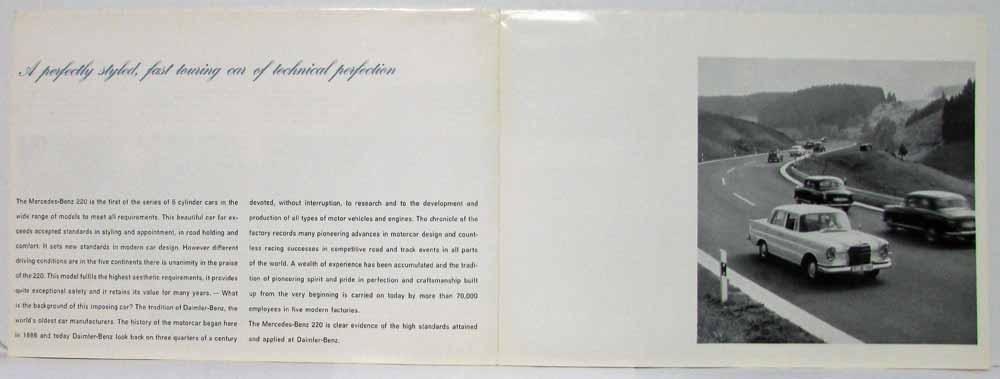 A perfectly styled, fast touring car of technical perfection
The Mercedes-Benz 220 is the first of the series of 6 cylinder cars in the
wide range of models to meet all requirements. This beautiful car far ex-
ceeds accepted standards in styling and appointment, in road holding and
comfort. It sets new standards in modern car design. However different
driving conditions are in the five continents there is unanimity in the praise
of the 220. This model fulfils the highest aesthetic requirements, it provides
quite exceptional safety and it retains its value for many years. — What
is the background of this imposing car? The tradition of Daimler-Benz, the
world's oldest car manufacturers. The history of the motorcar began here
in 1886 and today Daimler-Benz look back on three quarters of a century
devoted, without interruption, to research and to the development and
production of all types of motor vehicles and engines. The chronicle of the
factory records many pioneering advances in motorcar design and count-
less racing successes in competitive road and track events in all parts
of the world. A wealth of experience has been accumulated and the tradi-
tion of pioneering spirit and pride in perfection and craftsmanship built
up from the very beginning is carried on today by more than 70,000
employees in five modern factories.
The Mercedes-Benz 220 is clear evidence of the high standards attained
and applied at Daimler-Benz.